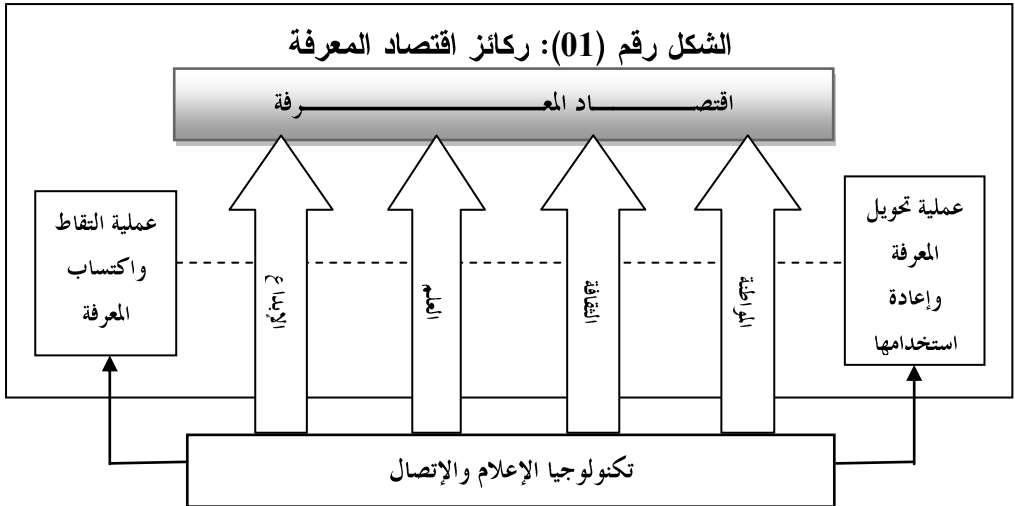 الشكل رقم (01): ركائز اقتصاد المعرفة
اقتصـــــــــاد المعـــــــــــــــــرفة
عملية تحويل
المعرفة
وإعادة
استخدامها
المواطنة
الثقافة
العلم
الإبداع
عملية التقاط
واكتساب
المعرفة
تكنولوجيا الإعلام والإتصال